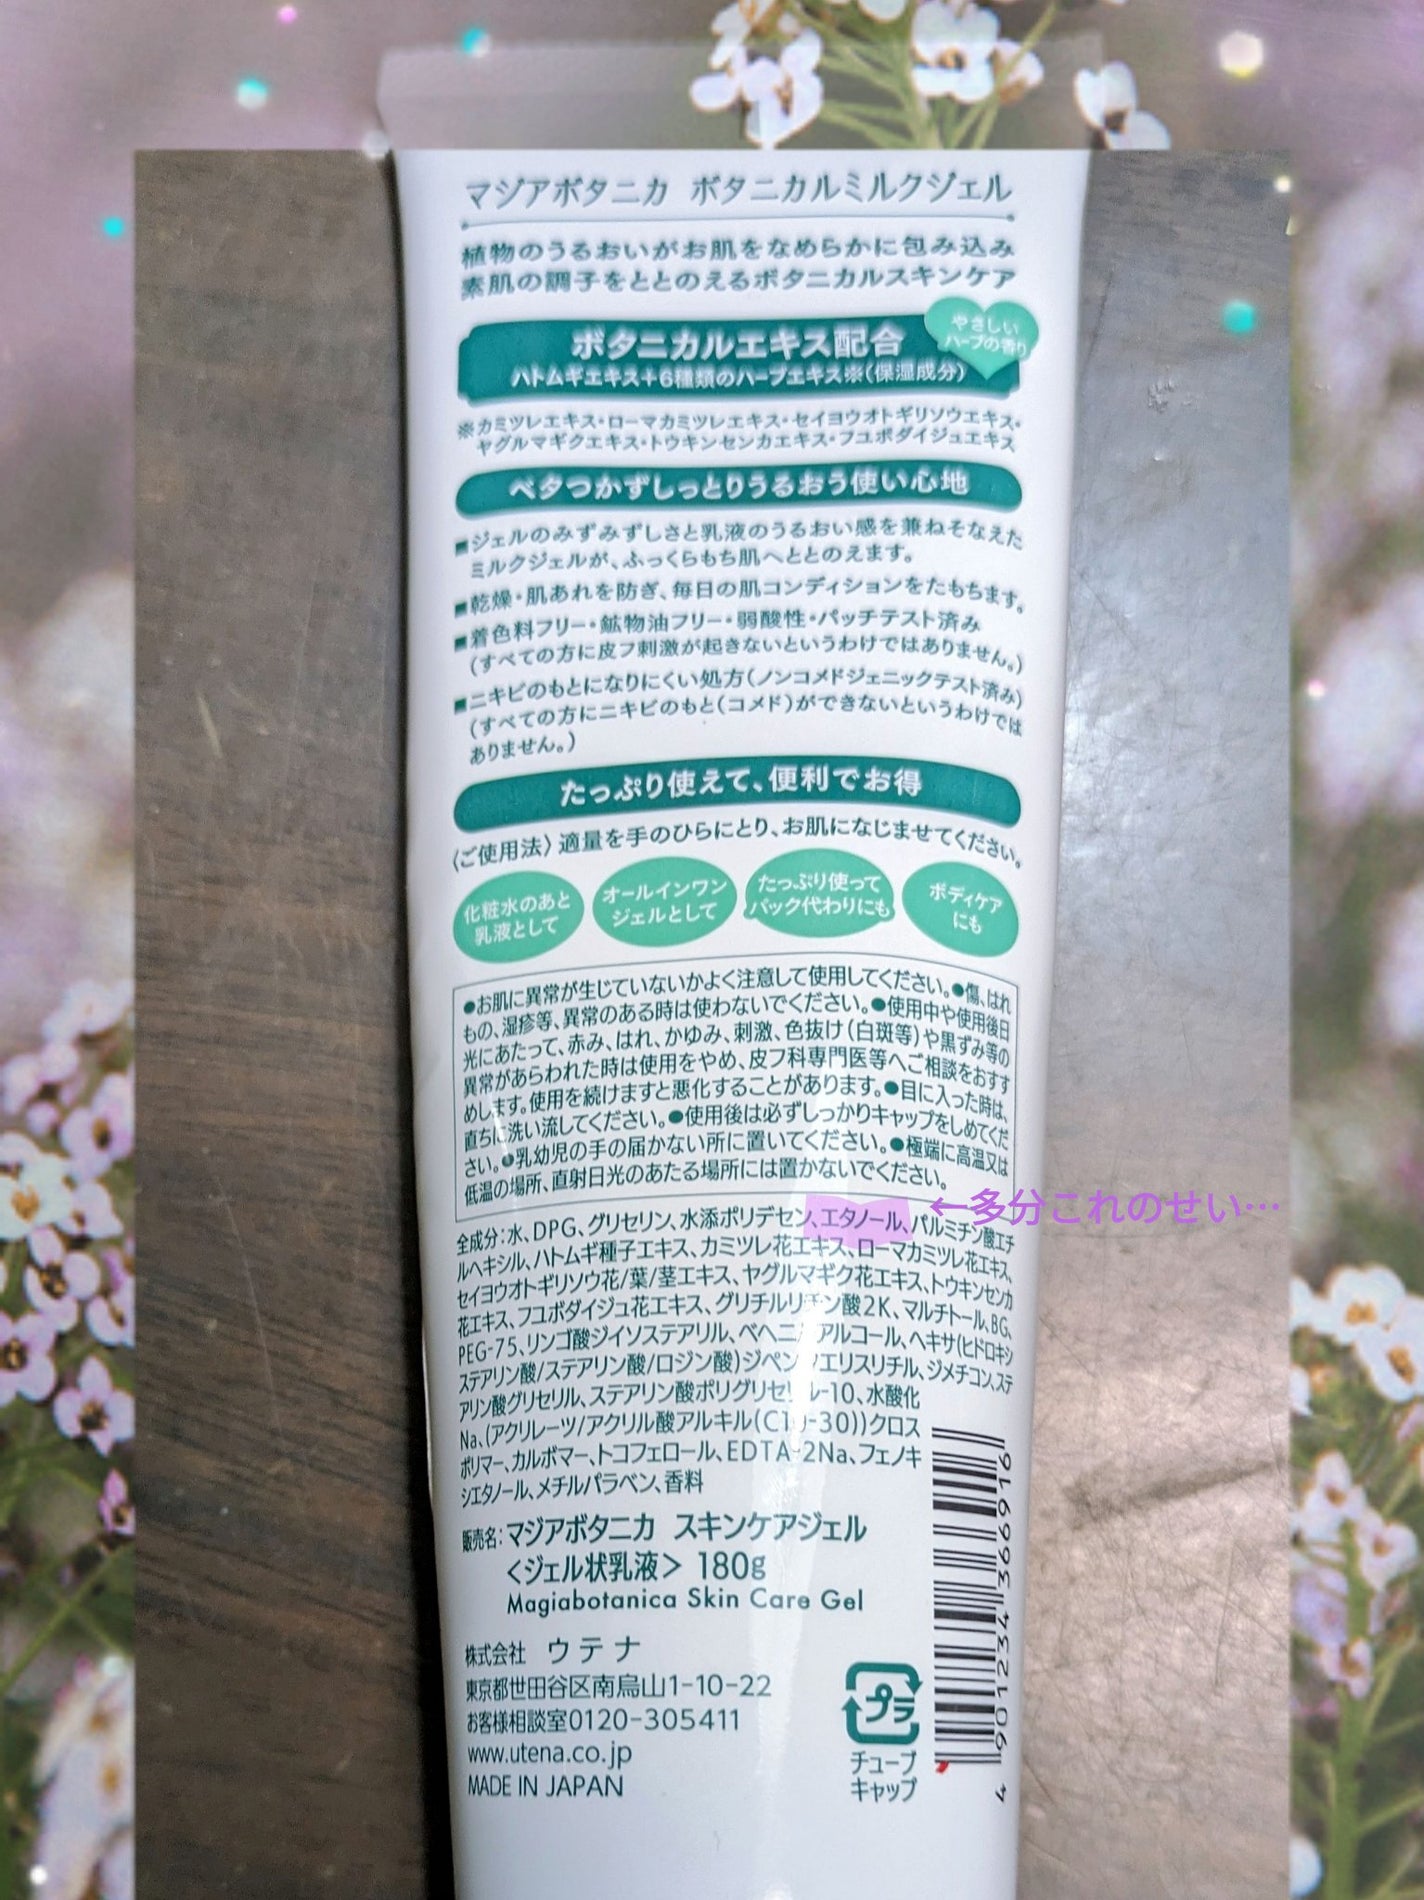 マジアボタニカ ボタニカルミルクジェル
植物のうるおいがお肌をなめらかに包み込み
素肌の調子をととのえるボタニカルスキンケア
やさしい
ハーブの香り
ボタニカルエキス配合
ハトムギエキス+6種類のハーブエキス※(保湿成分)
※カミツレエキス・ローマカミツレエキス・セイヨウオトギリソウエキス・
ヤグルマギクエキス・トウキンセンカエキス・フユボダイジュエキス
ベタつかずしっとりうるおう使い心地
■ジェルのみずみずしさと乳液のうるおい感を兼ねそなえた
ミルクジェルが、ふっくらもち肌へととのえます。
■乾燥・肌あれを防ぎ、毎日の肌コンディションをたもちます。
■着色料フリー・鉱物油フリー・弱酸性・パッチテスト済み
(すべての方に皮フ刺激が起きないというわけではありません。)
■ニキビのもとになりにくい処方(ノンコメドジェニックテスト済み)
(すべての方にニキビのもと(コメド)ができないというわけでは
ありません。)
たっぷり使えて、便利でお得
〈ご使用法〉適量を手のひらにとり、お肌になじませてください。
化粧水のあと
乳液として
オールインワン
ジェルとして
たっぷり使って
パック代わりにも
ボディケア
にも
●お肌に異常が生じていないかよく注意して使用してください。●傷、はれ
もの、湿疹等、異常のある時は使わないでください。●使用中や使用後日
光にあたって、赤み、はれ、かゆみ、刺激、色抜け(白斑等)や黒ずみ等の
異常があらわれた時は使用をやめ、皮フ科専門医等へご相談をおすす
めします。使用を続けますと悪化することがあります。●目に入った時は、
直ちに洗い流してください。●使用後は必ずしっかりキャップをしめてくだ
さい。●乳幼児の手の届かない所に置いてください。●極端に高温又は
低温の場所、直射日光のあたる場所には置かないでください。
←多分これのせい…
全成分：水、DPG、グリセリン、水添ポリデセン、エタノール、パルミチン酸エチ
ルヘキシル、ハトムギ種子エキス、カミツレ花エキス、ローマカミツレ花エキス、
セイヨウオトギリソウ花/葉/茎エキス、ヤグルマギク花エキス、トウキンセンカ
花エキス、フユボダイジュ花エキス、グリチルリチン酸2K、マルチトール、BG、
PEG-75、リンゴ酸ジイソステアリル、ベヘニルアルコール、ヘキサ(ヒドロキシ
ステアリン酸/ステアリン酸/ロジン酸)ジペンタエリスリチル、ジメチコン、ステ
アリン酸グリセリル、ステアリン酸ポリグリセリル-10、水酸化
Na、(アクリレーツ/アクリル酸アルキル(C10-30))クロス
ポリマー、カルボマー、トコフェロール、EDTA-2Na、フェノキ
シエタノール、メチルパラベン、香料
販売名：マジアボタニカ スキンケアジェル
＜ジェル状乳液＞ 180g
Magiabotanica Skin Care Gel
株式会社 ウテナ
東京都世田谷区南烏山1-10-22
お客様相談室0120-305411
www.utena.co.jp
MADE IN JAPAN
プラ
チューブ
キャップ
4 901234 366916